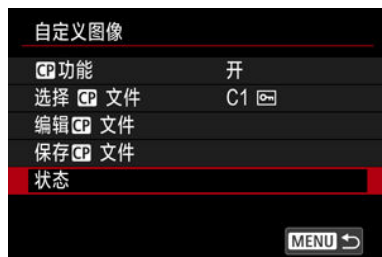 自定义图像
CP功能 开
选择 CP 文件 C1
编辑CP 文件
保存CP 文件
状态
MENU